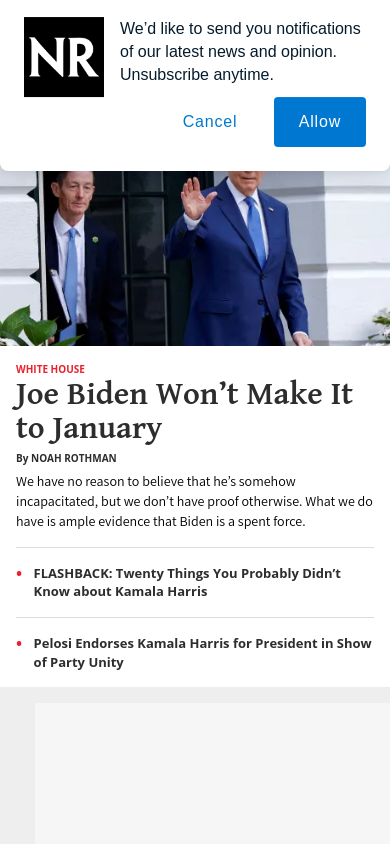 NR
We’d like to send you notifications
of our latest news and opinion.
Unsubscribe anytime.
Cancel
Allow
WHITE HOUSE
Joe Biden Won’t Make It
to January
By NOAH ROTHMAN
We have no reason to believe that he’s somehow
incapacitated, but we don’t have proof otherwise. What we do
have is ample evidence that Biden is a spent force.
FLASHBACK: Twenty Things You Probably Didn’t
Know about Kamala Harris
Pelosi Endorses Kamala Harris for President in Show
of Party Unity